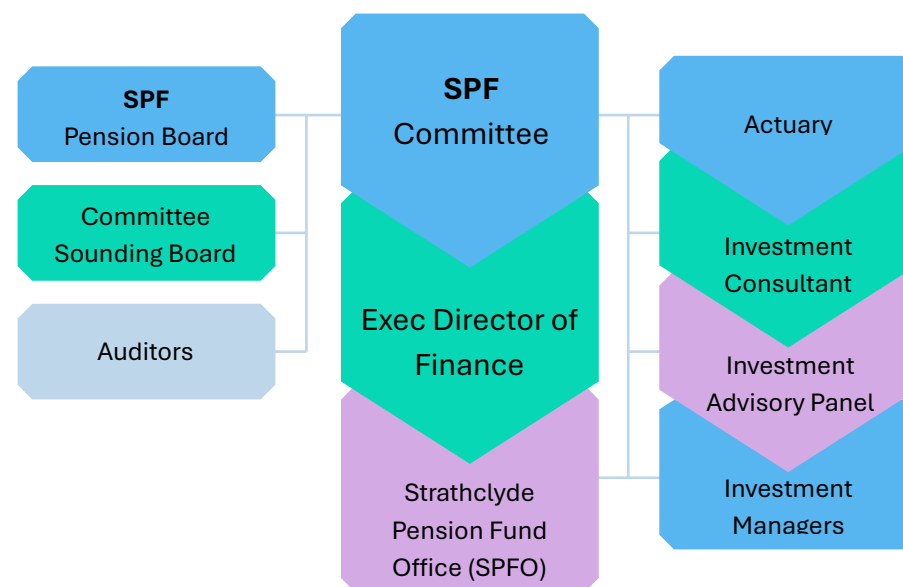 SPF
Pension Board
Committee
Sounding Board
Auditors
SPF
Committee
Exec Director of
Finance
Strathclyde
Pension Fund
Office (SPFO)
Actuary
Investment
Consultant
Investment
Advisory Panel
Investment
Managers